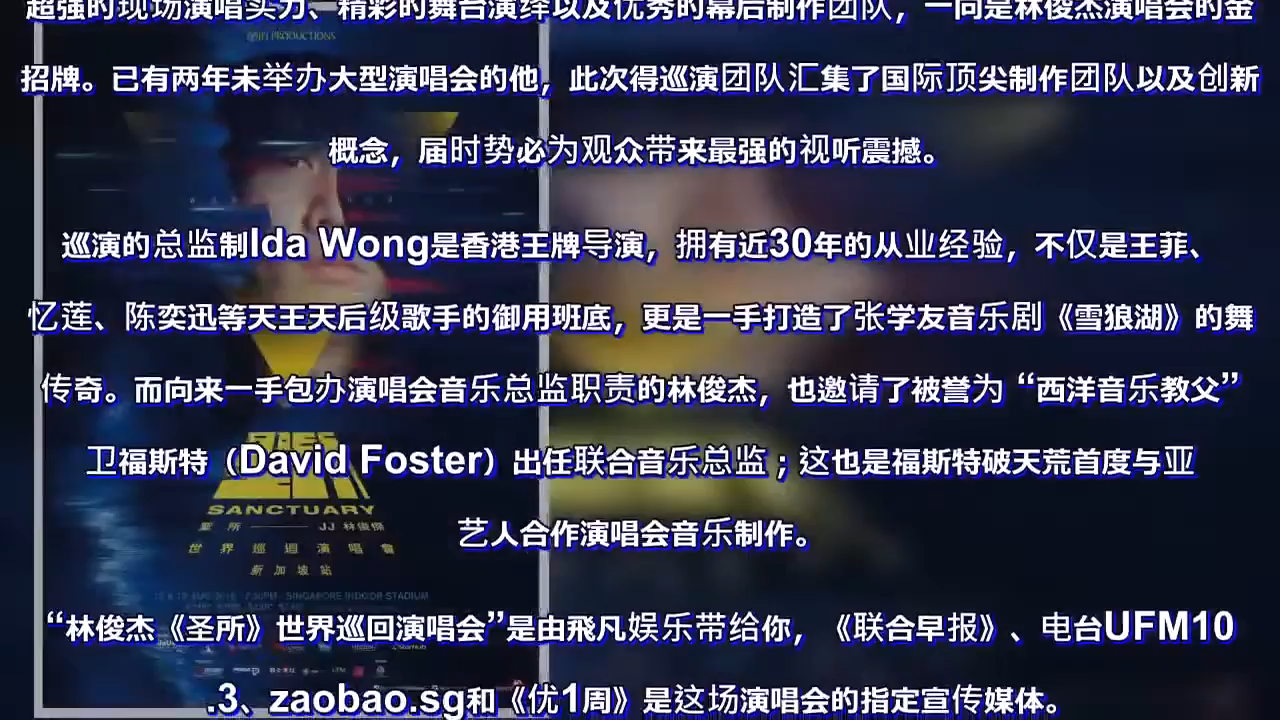 超强的现场演唱实力、精彩的舞台演绎以及优秀的幕后制作团队，一向是林俊杰演唱会的金
招牌。已有两年未举办大型演唱会的他，此次得巡演团队汇集了国际顶尖制作团队以及创新
概念，届时势必为观众带来最强的视听震撼。
巡演的总监制Ida Wong是香港王牌导演，拥有近30年的从业经验，不仅是王菲、
忆莲、陈奕迅等天王天后级歌手的御用班底，更是一手打造了张学友音乐剧《雪狼湖》的舞
传奇。而向来一手包办演唱会音乐总监职责的林俊杰，也邀请了被誉为“西洋音乐教父”
卫福斯特（David Foster）出任联合音乐总监；这也是福斯特破天荒首度与亚
艺人合作演唱会音乐制作。
“林俊杰《圣所》世界巡回演唱会”是由飛凡娱乐带给你，《联合早报》、电台UFM10
.3、zaobao.sg和《优1周》是这场演唱会的指定宣传媒体。
SANCTUARY
聖 所 JJ 林俊傑
世 界 巡 迴 演 唱 會
新 加 坡 站
SINGAPORE INDOOR STADIUM